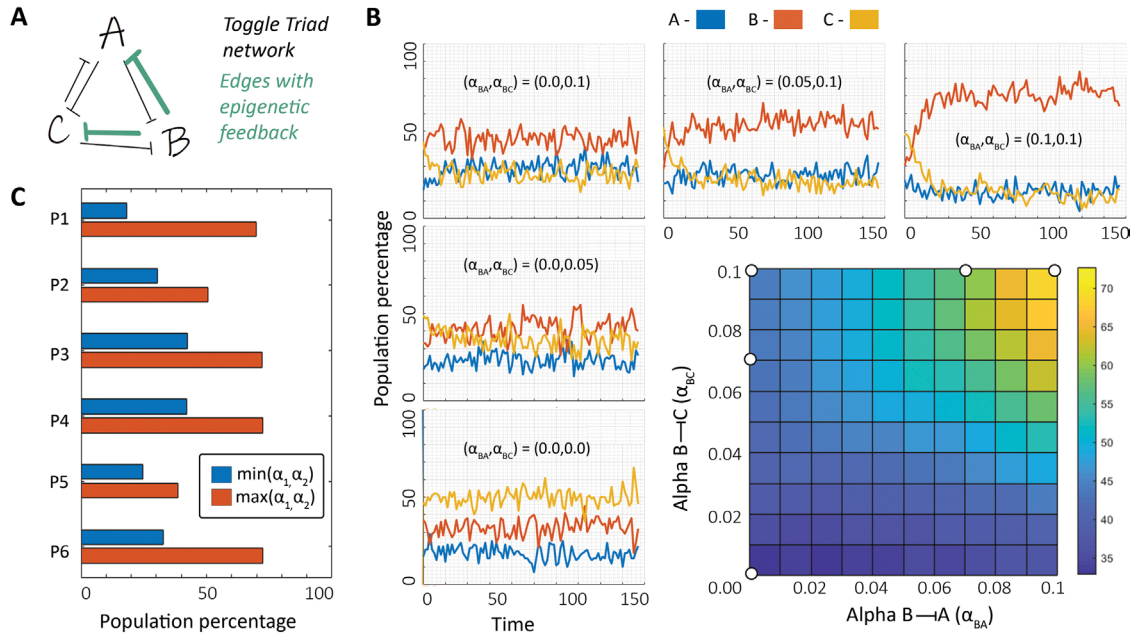 A
A
C
B
Toggle Triad
network
Edges with
epigenetic
feedback
B
A - B - C -
Population percentage
100
50
0
(α_BA,α_BC) = (0.0,0.1)
(α_BA,α_BC) = (0.05,0.1)
0 50 100 150
(α_BA,α_BC) = (0.1,0.1)
0 50 100 150
100
50
0
(α_BA,α_BC) = (0.0,0.05)
100
50
0
(α_BA,α_BC) = (0.0,0.0)
0 50 100 150
Time
Alpha B⊣C (α_BC)
0.1
0.08
0.06
0.04
0.02
0.00
0.02 0.04 0.06 0.08 0.1
Alpha B⊣A (α_BA)
70
65
60
55
50
45
40
35
C
P1
P2
P3
P4
P5
P6
min(α_1,α_2)
max(α_1,α_2)
0 50 100
Population percentage